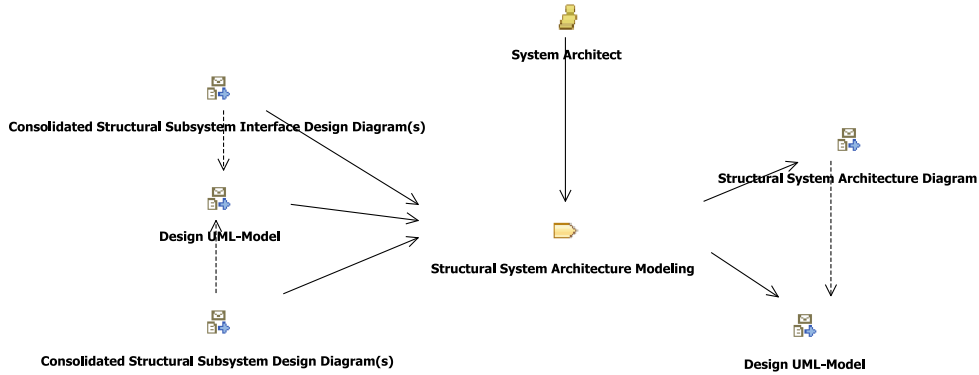 System Architect
Consolidated Structural Subsystem Interface Design Diagram(s)
Structural System Architecture Diagram
Design UML-Model
Structural System Architecture Modeling
Consolidated Structural Subsystem Design Diagram(s)
Design UML-Model